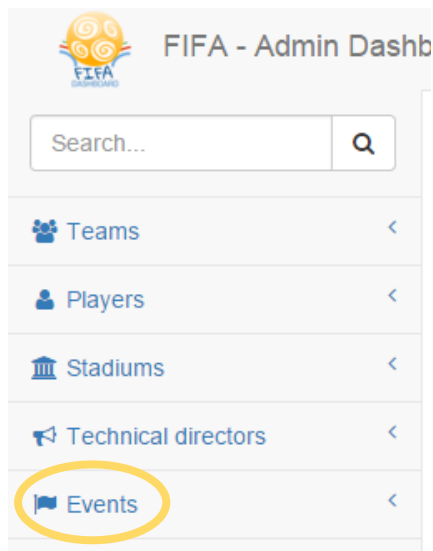 FIFA - Admin Dashb
FIFA
DASHBOARD
Search...
Teams
Players
Stadiums
Technical directors
Events